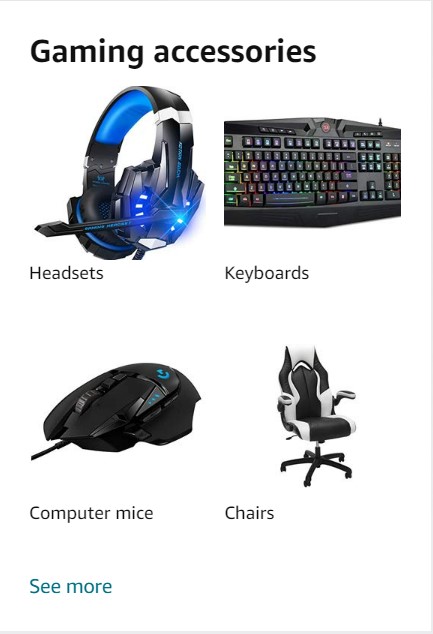 Gaming accessories
Headsets
Keyboards
Computer mice
Chairs
See more